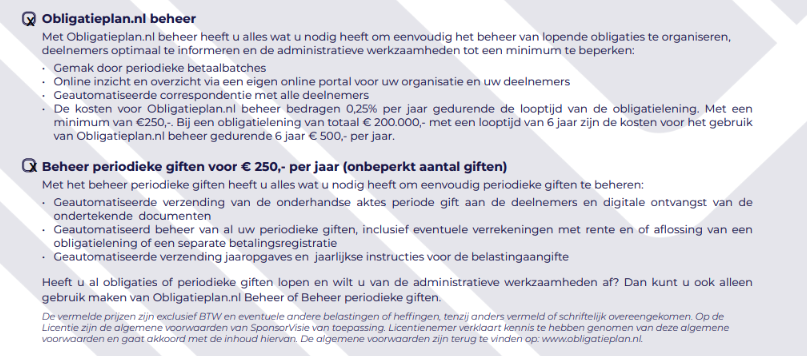 x Obligatieplan.nl beheer
Met Obligatieplan.nl beheer heeft u alles wat u nodig heeft om eenvoudig het beheer van lopende obligaties te organiseren,
deelnemers optimaal te informeren en de administratieve werkzaamheden tot een minimum te beperken:
• Gemak door periodieke betaalbatches
• Online inzicht en overzicht via een eigen online portal voor uw organisatie en uw deelnemers
• Geautomatiseerde correspondentie met alle deelnemers
• De kosten voor Obligatieplan.nl beheer bedragen 0,25% per jaar gedurende de looptijd van de obligatielening. Met een
minimum van €250,-. Bij een obligatielening van totaal € 200.000,- met een looptijd van 6 jaar zijn de kosten voor het gebruik
van Obligatieplan.nl beheer gedurende 6 jaar € 500,- per jaar.
x Beheer periodieke giften voor € 250,- per jaar (onbeperkt aantal giften)
Met het beheer periodieke giften heeft u alles wat u nodig heeft om eenvoudig periodieke giften te beheren:
• Geautomatiseerde verzending van de onderhandse aktes periode gift aan de deelnemers en digitale ontvangst van de
ondertekende documenten
• Geautomatiseerd beheer van al uw periodieke giften, inclusief eventuele verrekeningen met rente en of aflossing van een
obligatielening of een separate betalingsregistratie
• Geautomatiseerde verzending jaaropgaves en jaarlijkse instructies voor de belastingaangifte
Heeft u al obligaties of periodieke giften lopen en wilt u van de administratieve werkzaamheden af? Dan kunt u ook alleen
gebruik maken van Obligatieplan.nl Beheer of Beheer periodieke giften.
De vermelde prijzen zijn exclusief BTW en eventuele andere belastingen of heffingen, tenzij anders vermeld of schriftelijk overeengekomen. Op de
Licentie zijn de algemene voorwaarden van SponsorVisie van toepassing. Licentienemer verklaart kennis te hebben genomen van deze algemene
voorwaarden en gaat akkoord met de inhoud hiervan. De algemene voorwaarden zijn terug te vinden op: www.obligatieplan.nl.